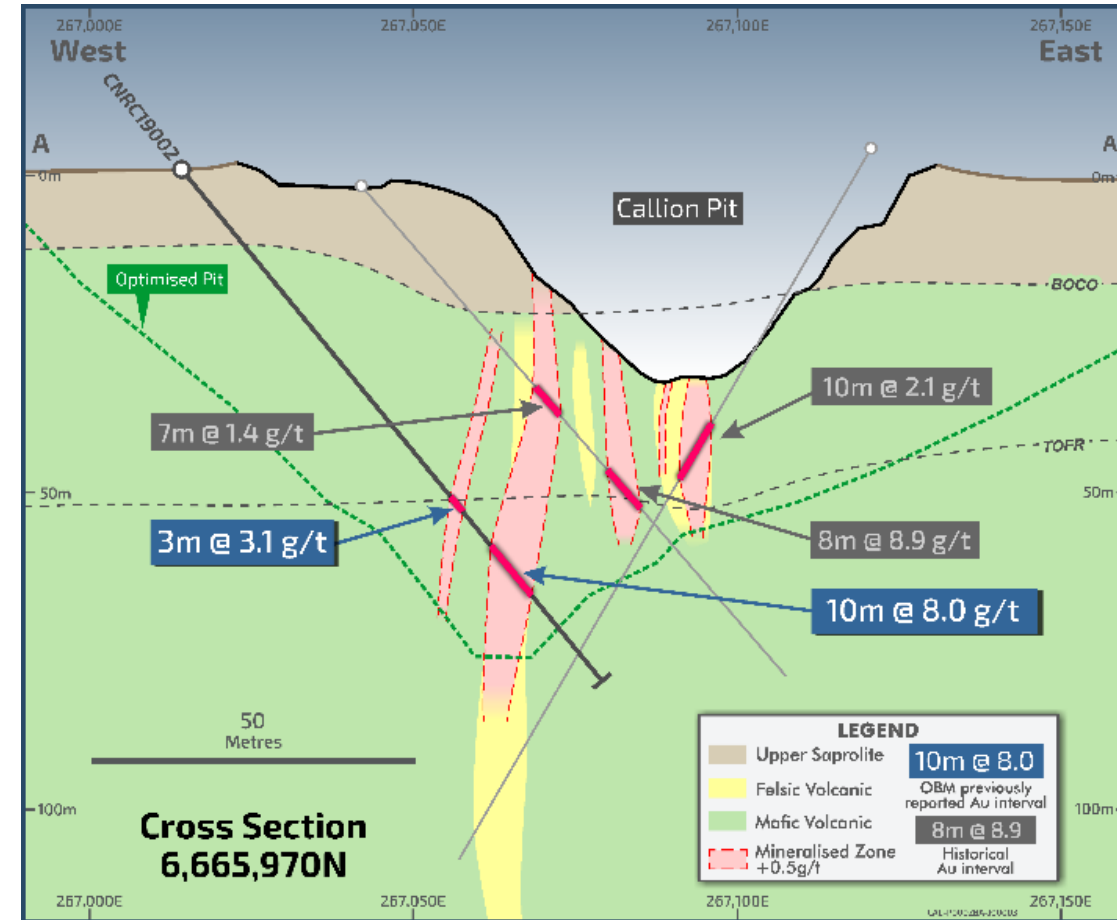 267,000E
267,050E
267,100E
267,150E
West
East
CNRC19002
A
A
0m
0m
Callion Pit
Optimised Pit
BOCO
10m @ 2.1 g/t
7m @ 1.4 g/t
TOFR
50m
50m
3m @ 3.1 g/t
8m @ 8.9 g/t
10m @ 8.0 g/t
50
Metres
LEGEND
Upper Saprolite
Felsic Volcanic
Mafic Volcanic
Mineralised Zone
+0.5g/t
10m @ 8.0
OBM previously
reported Au interval
8m @ 8.9
Historical
Au interval
100m
100m
Cross Section
6,665,970N
267,000E
267,050E
267,100E
267,150E